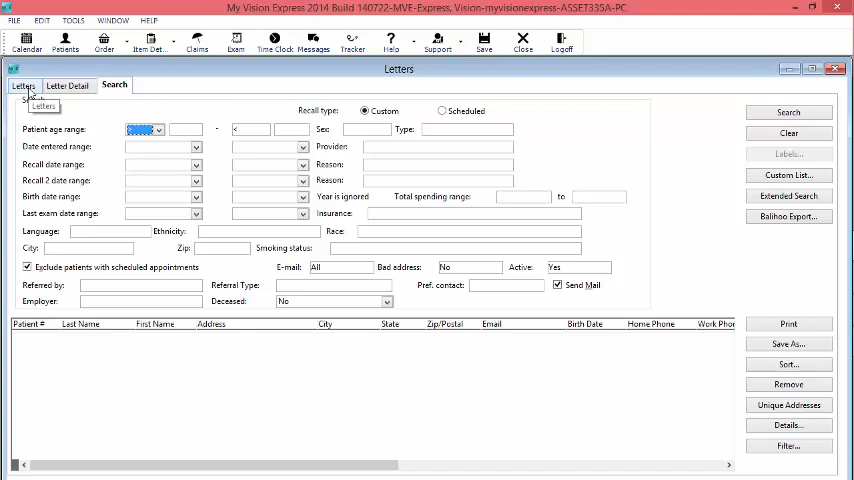 My Vision Express 2014 Build 140722-MVE-Express, Vision-myvisionexpress-ASSET335A-PC
FILE EDIT TOOLS WINDOW HELP
Calendar Patients Order Item Det... Claims Exam Time Clock Messages Tracker Help Support Save Close Logoff
Letters
Letters Letter Detail Search
Letters
Recall type: Custom Scheduled
Patient age range: > - < Sex: Type:
Date entered range: Provider:
Recall date range: Reason:
Recall 2 date range: Reason:
Birth date range: Year is ignored Total spending range: to
Last exam date range: Insurance:
Language: Ethnicity: Race:
City: Zip: Smoking status:
Exclude patients with scheduled appointments E-mail: All Bad address: No Active: Yes
Referred by: Referral Type: Pref. contact: Send Mail
Employer: Deceased: No
Search
Clear
Labels...
Custom List...
Extended Search
Balihoo Export...
Patient # Last Name First Name Address City State Zip/Postal Email Birth Date Home Phone Work Phor
Print
Save As...
Sort...
Remove
Unique Addresses
Details...
Filter...